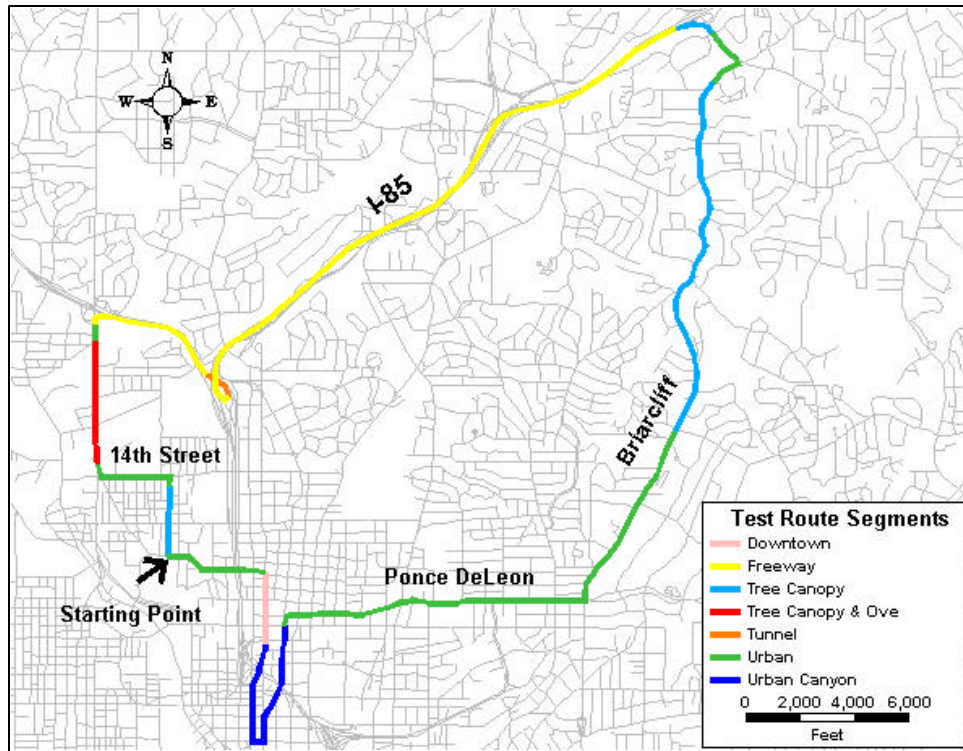 N
W E
S
I-85
Briarcliff
14th Street
Ponce DeLeon
Starting Point
Test Route Segments
Downtown
Freeway
Tree Canopy
Tree Canopy & Ove
Tunnel
Urban
Urban Canyon
0 2,000 4,000 6,000
Feet